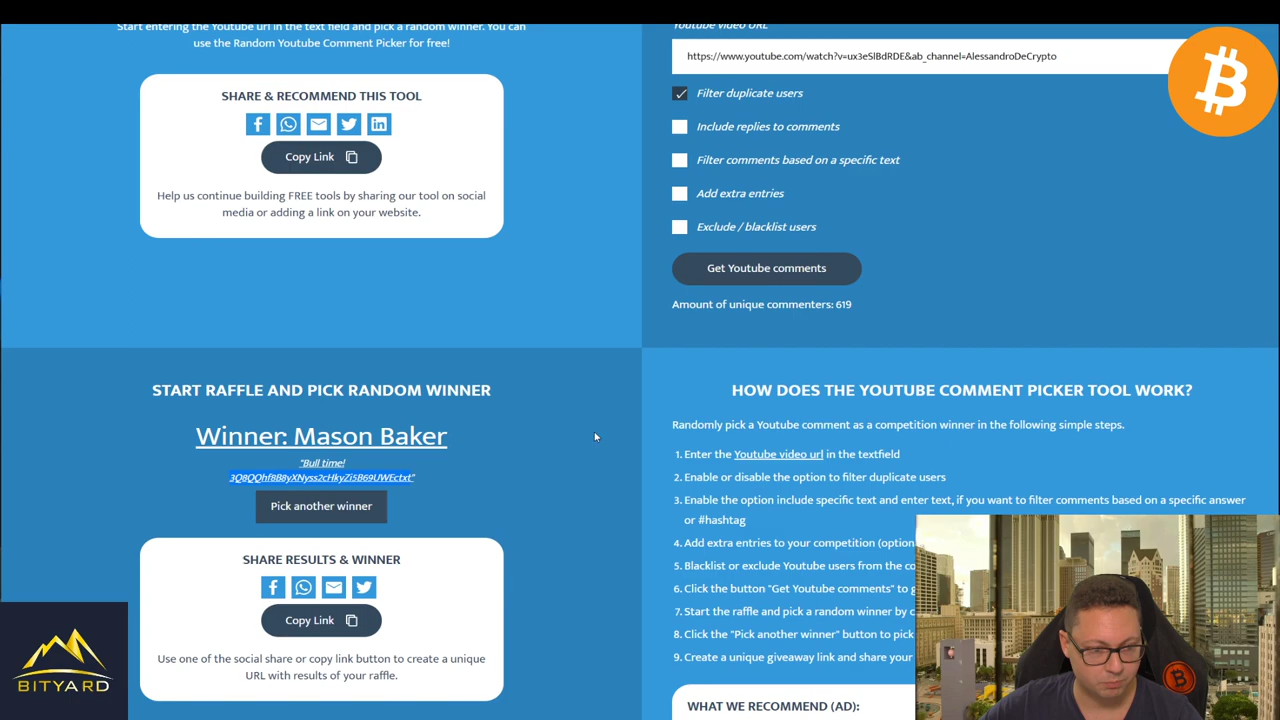 Start entering the Youtube url in the text field and pick a random winner. You can
use the Random Youtube Comment Picker for free!
SHARE & RECOMMEND THIS TOOL
Copy Link
Help us continue building FREE tools by sharing our tool on social
media or adding a link on your website.
Youtube video URL
https://www.youtube.com/watch?v=ux3eSlBdRDE&ab_channel=AlessandroDeCrypto
Filter duplicate users
Include replies to comments
Filter comments based on a specific text
Add extra entries
Exclude / blacklist users
Get Youtube comments
Amount of unique commenters: 619
START RAFFLE AND PICK RANDOM WINNER
Winner: Mason Baker
"Bull time!
3Q8QQhf8B8yXNyss2cHkyZi5B69UWEctxt"
Pick another winner
SHARE RESULTS & WINNER
Copy Link
Use one of the social share or copy link button to create a unique
URL with results of your raffle.
BITYARD
HOW DOES THE YOUTUBE COMMENT PICKER TOOL WORK?
Randomly pick a Youtube comment as a competition winner in the following simple steps.
1. Enter the Youtube video url in the textfield
2. Enable or disable the option to filter duplicate users
3. Enable the option include specific text and enter text, if you want to filter comments based on a specific answer
or #hashtag
4. Add extra entries to your competition (option
5. Blacklist or exclude Youtube users from the co
6. Click the button "Get Youtube comments" to g
7. Start the raffle and pick a random winner by c
8. Click the "Pick another winner" button to pick
9. Create a unique giveaway link and share your
WHAT WE RECOMMEND (AD):